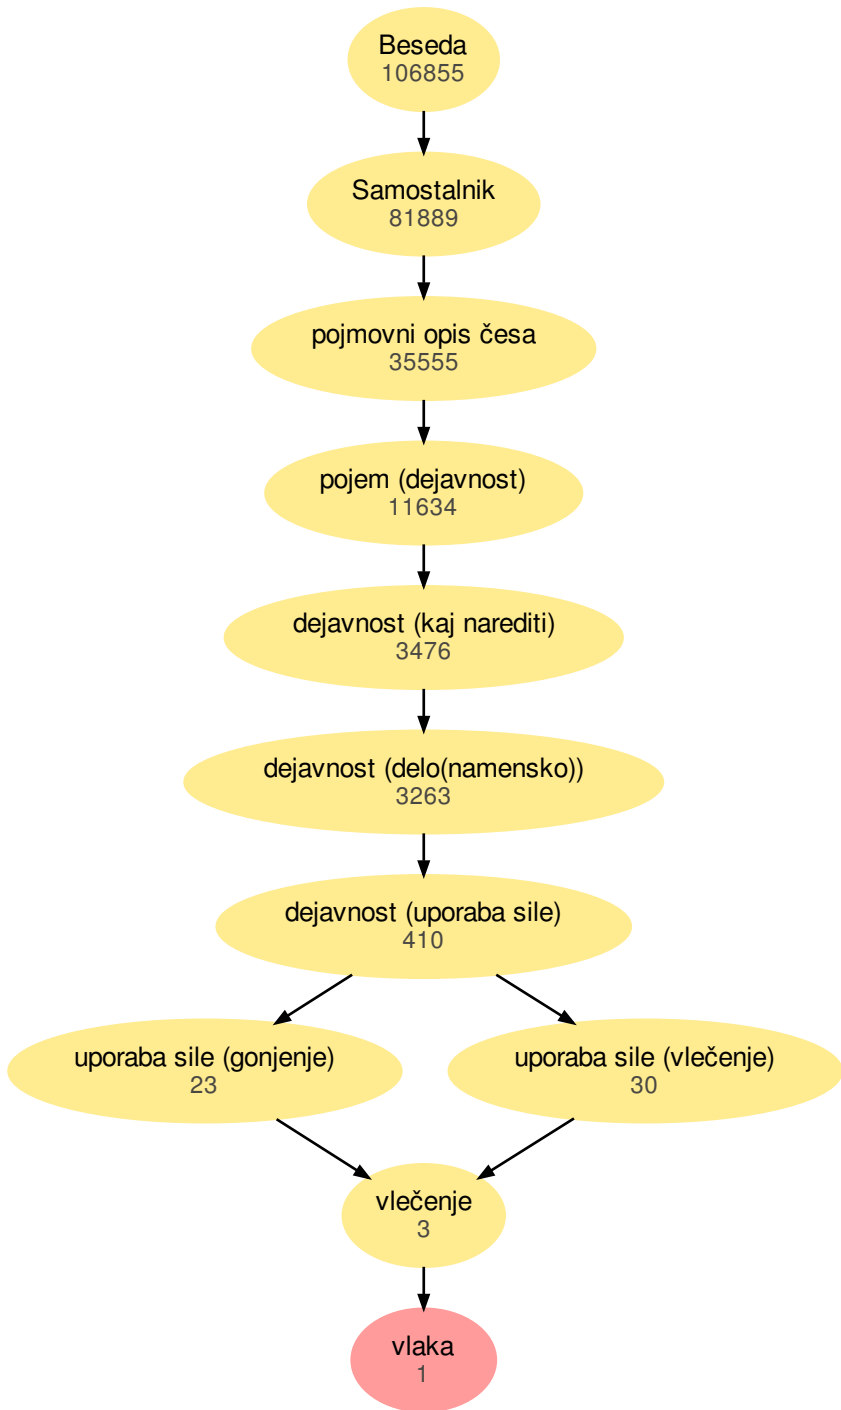 Beseda
106855
Samostalnik
81889
pojmovni opis česa
35555
pojem (dejavnost)
11634
dejavnost (kaj narediti)
3476
dejavnost (delo(namensko))
3263
dejavnost (uporaba sile)
410
uporaba sile (gonjenje)
23
uporaba sile (vlečenje)
30
vlečenje
3
vlaka
1